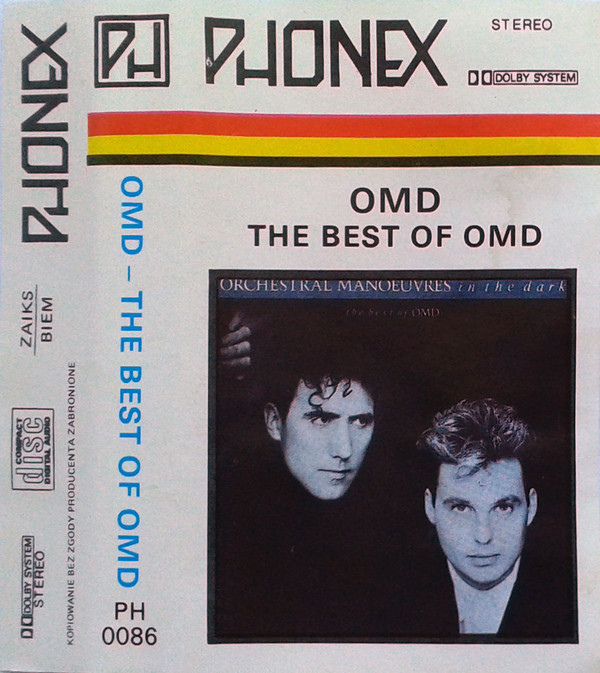 PHONEX
ZAIKS
BIEM
COMPACT
disc
DIGITAL AUDIO
DOLBY SYSTEM
STEREO
KOPIOWANIE BEZ ZGODY PRODUCENTA ZABRONIONE
PH
OMD – THE BEST OF OMD
PH
0086
PHONEX
STEREO
DOLBY SYSTEM
OMD
THE BEST OF OMD
ORCHESTRAL MANOEUVRES in the dark
the best of OMD